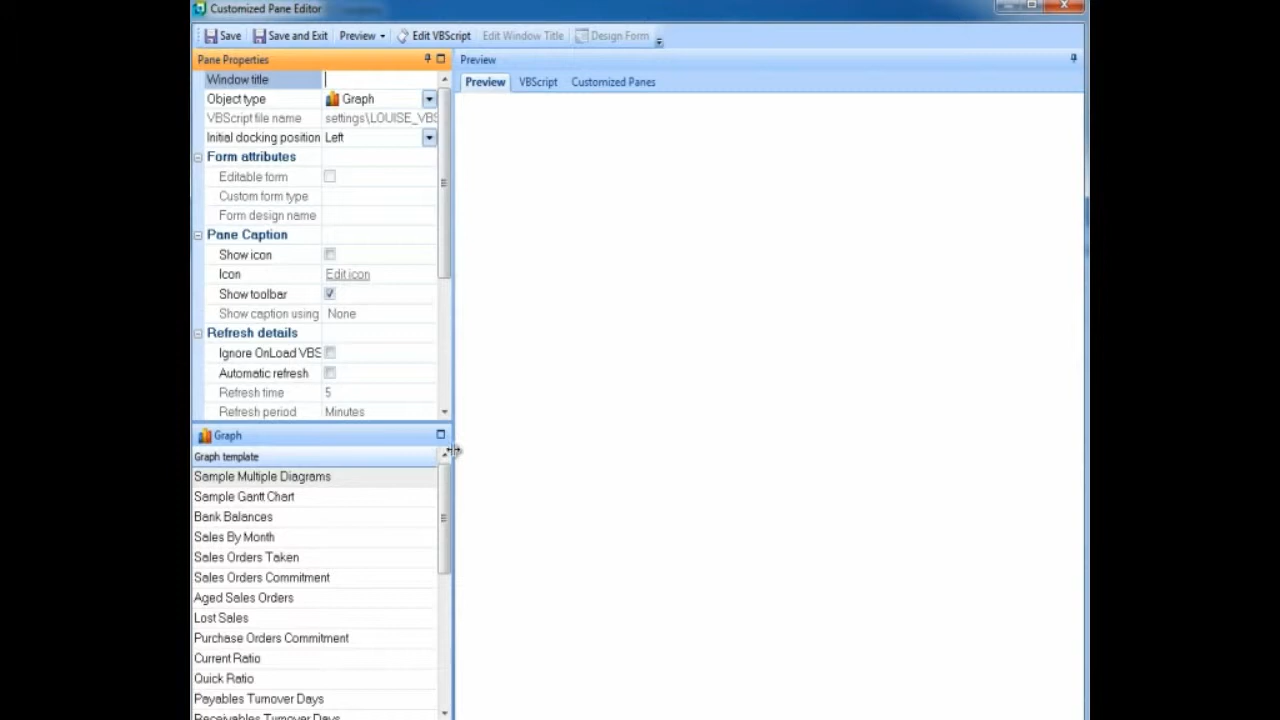 Customized Pane Editor
Save Save and Exit Preview Edit VBScript Edit Window Title Design Form
Pane Properties
Window title
Object type Graph
VBScript file name settings\LOUISE_VBS
Initial docking position Left
Form attributes
Editable form
Custom form type
Form design name
Pane Caption
Show icon
Icon Edit icon
Show toolbar
Show caption using None
Refresh details
Ignore OnLoad VBS
Automatic refresh
Refresh time 5
Refresh period Minutes
Graph
Graph template
Sample Multiple Diagrams
Sample Gantt Chart
Bank Balances
Sales By Month
Sales Orders Taken
Sales Orders Commitment
Aged Sales Orders
Lost Sales
Purchase Orders Commitment
Current Ratio
Quick Ratio
Payables Turnover Days
Receivables Turnover Days
Preview
Preview VBScript Customized Panes